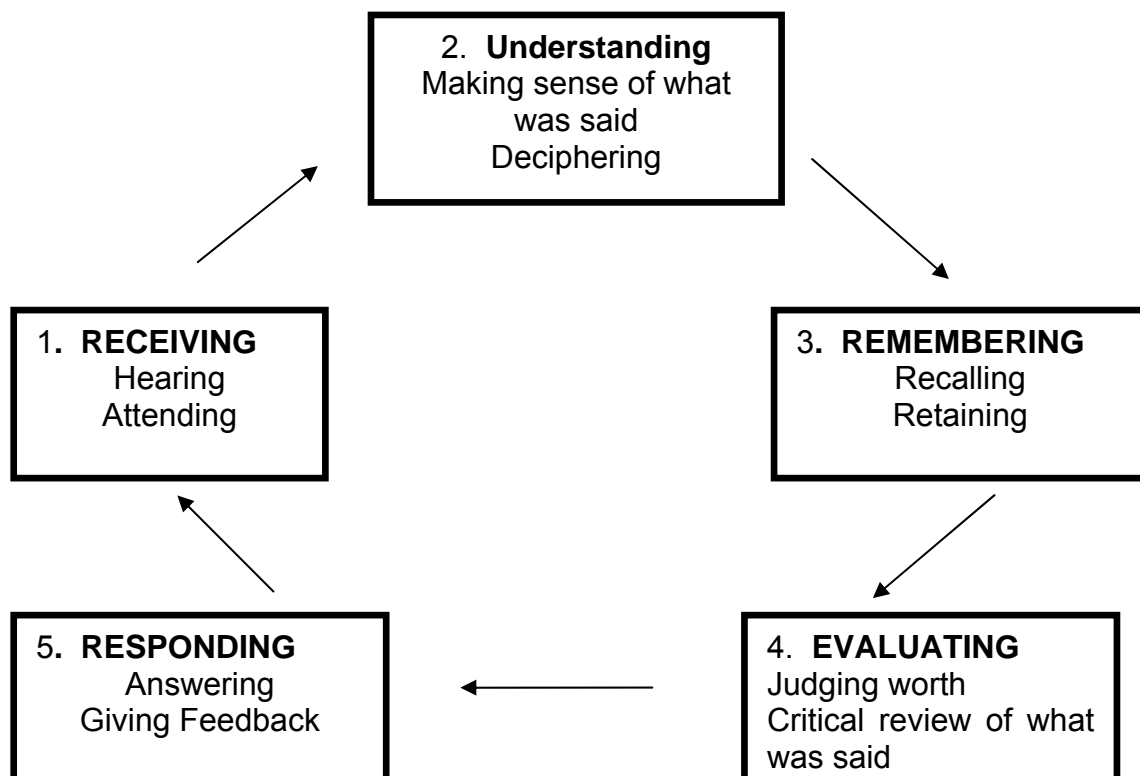 2. Understanding
Making sense of what
was said
Deciphering
1. RECEIVING
Hearing
Attending
3. REMEMBERING
Recalling
Retaining
5. RESPONDING
Answering
Giving Feedback
4. EVALUATING
Judging worth
Critical review of what
was said